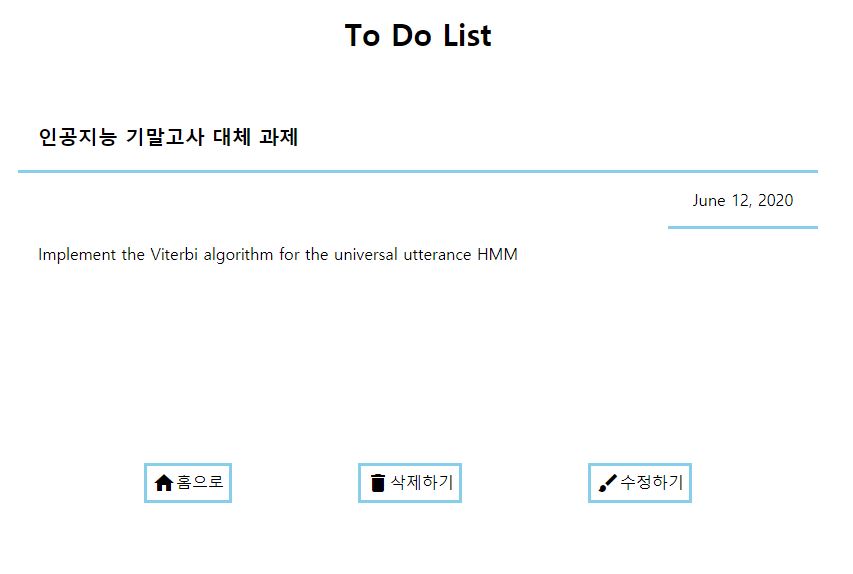 To Do List
인공지능 기말고사 대체 과제
June 12, 2020
Implement the Viterbi algorithm for the universal utterance HMM
홈으로
삭제하기
수정하기